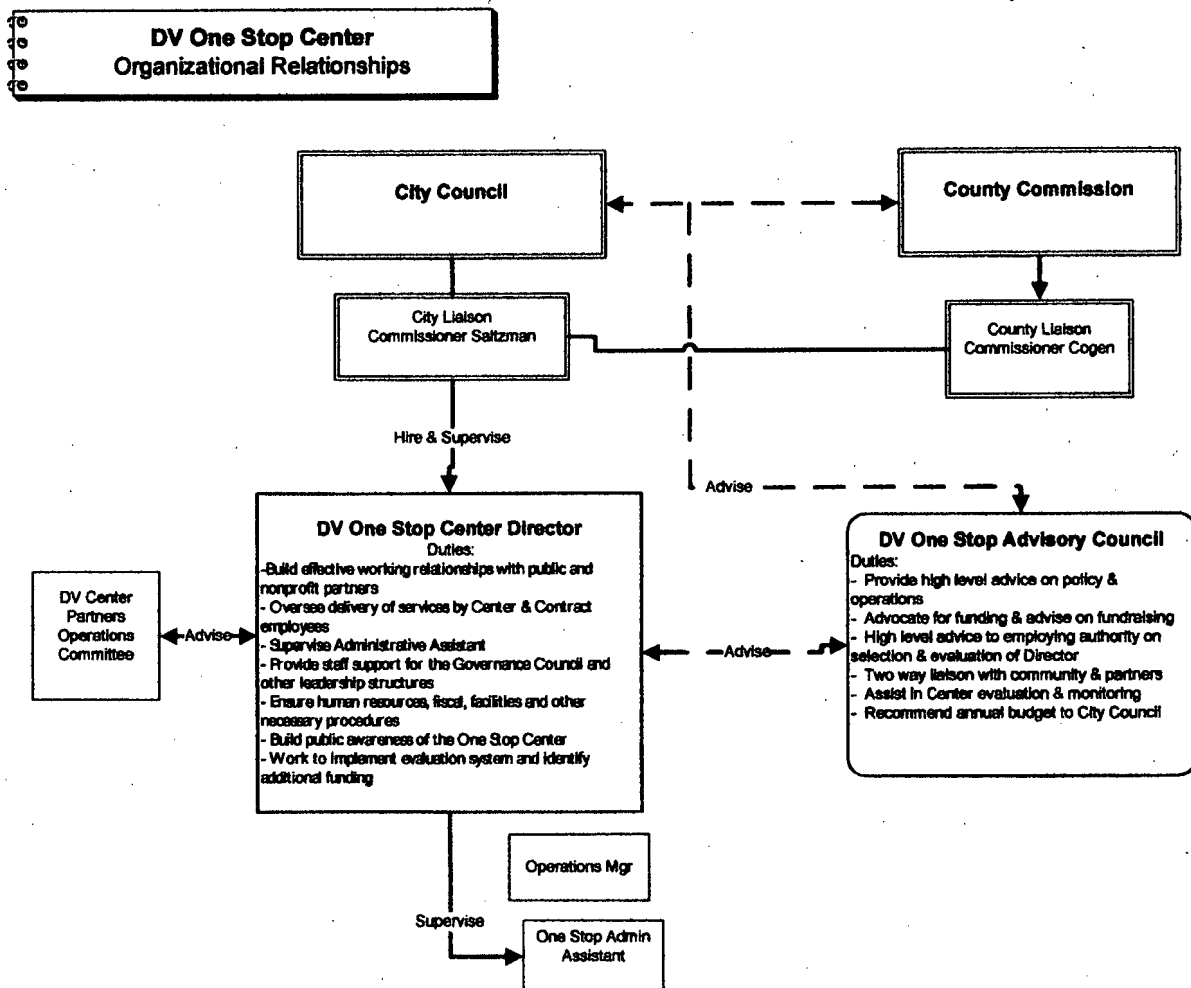 DV One Stop Center
Organizational Relationships
City Council
County Commission
City Liaison
Commissioner Saltzman
County Liaison
Commissioner Cogen
Hire & Supervise
Advise
DV One Stop Center Director
Duties:
-Build effective working relationships with public and
nonprofit partners
- Oversee delivery of services by Center & Contract
employees
- Supervise Administrative Assistant
- Provide staff support for the Governance Council and
other leadership structures
- Ensure human resources, fiscal, facilities and other
necessary procedures
- Build public awareness of the One Stop Center
- Work to implement evaluation system and identify
additional funding
DV One Stop Advisory Council
Duties:
- Provide high level advice on policy &
operations
- Advocate for funding & advise on fundraising
- High level advice to employing authority on
selection & evaluation of Director
- Two way liaison with community & partners
- Assist in Center evaluation & monitoring
- Recommend annual budget to City Council
DV Center
Partners
Operations
Committee
Advise
Advise
Operations Mgr
Supervise
One Stop Admin
Assistant